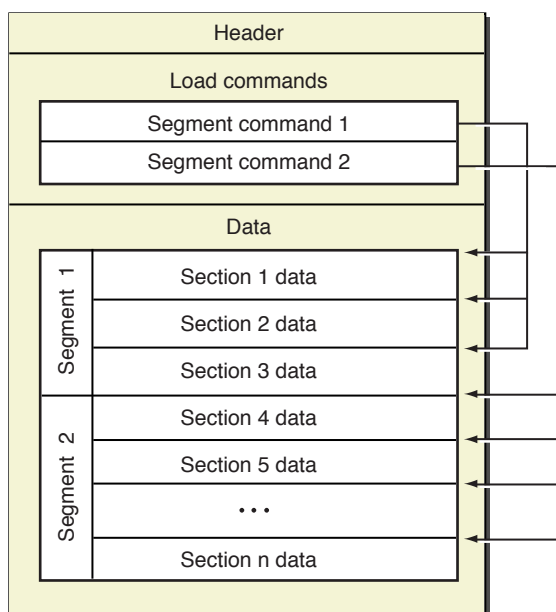 Header
Load commands
Segment command 1
Segment command 2
Data
Segment 1
Section 1 data
Section 2 data
Section 3 data
Segment 2
Section 4 data
Section 5 data
...
Section n data